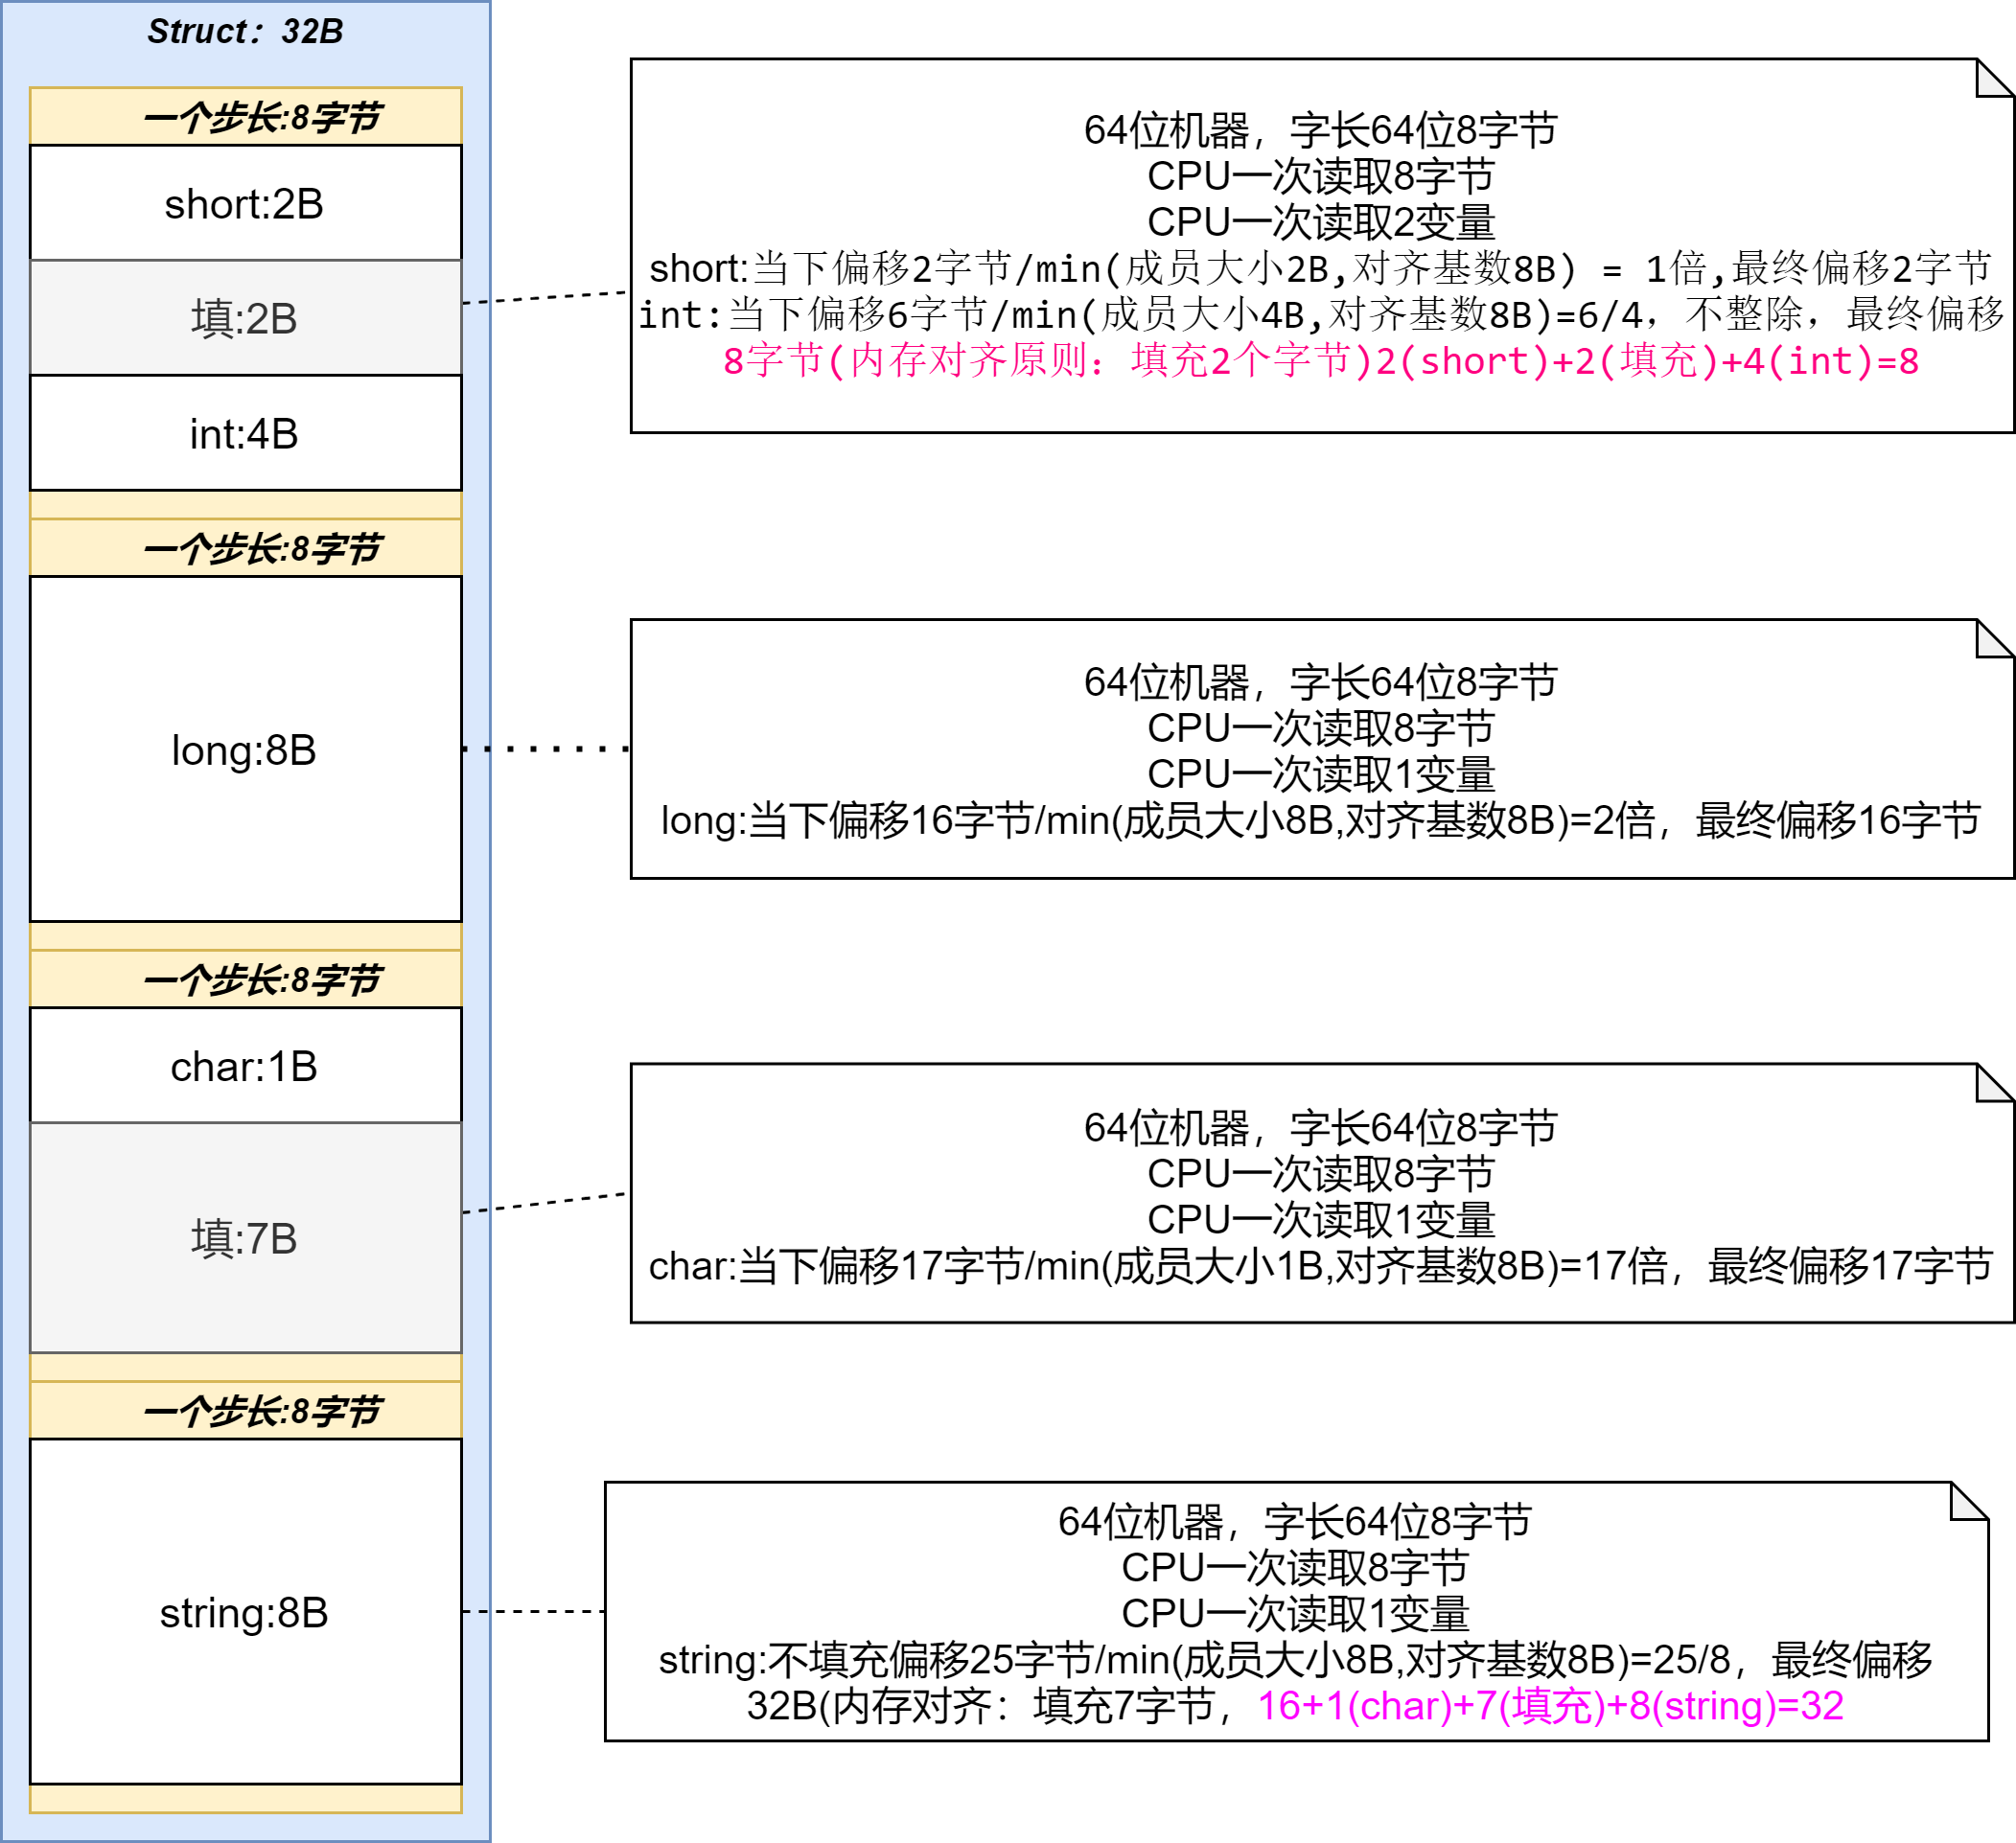 Struct：32B
一个步长:8字节
short:2B
填:2B
int:4B
64位机器，字长64位8字节
CPU一次读取8字节
CPU一次读取2变量
short:当下偏移2字节/min(成员大小2B,对齐基数8B) = 1倍,最终偏移2字节
int:当下偏移6字节/min(成员大小4B,对齐基数8B)=6/4，不整除，最终偏移
8字节(内存对齐原则：填充2个字节)2(short)+2(填充)+4(int)=8
一个步长:8字节
long:8B
64位机器，字长64位8字节
CPU一次读取8字节
CPU一次读取1变量
long:当下偏移16字节/min(成员大小8B,对齐基数8B)=2倍，最终偏移16字节
一个步长:8字节
char:1B
填:7B
64位机器，字长64位8字节
CPU一次读取8字节
CPU一次读取1变量
char:当下偏移17字节/min(成员大小1B,对齐基数8B)=17倍，最终偏移17字节
一个步长:8字节
string:8B
64位机器，字长64位8字节
CPU一次读取8字节
CPU一次读取1变量
string:不填充偏移25字节/min(成员大小8B,对齐基数8B)=25/8，最终偏移
32B(内存对齐：填充7字节，16+1(char)+7(填充)+8(string)=32